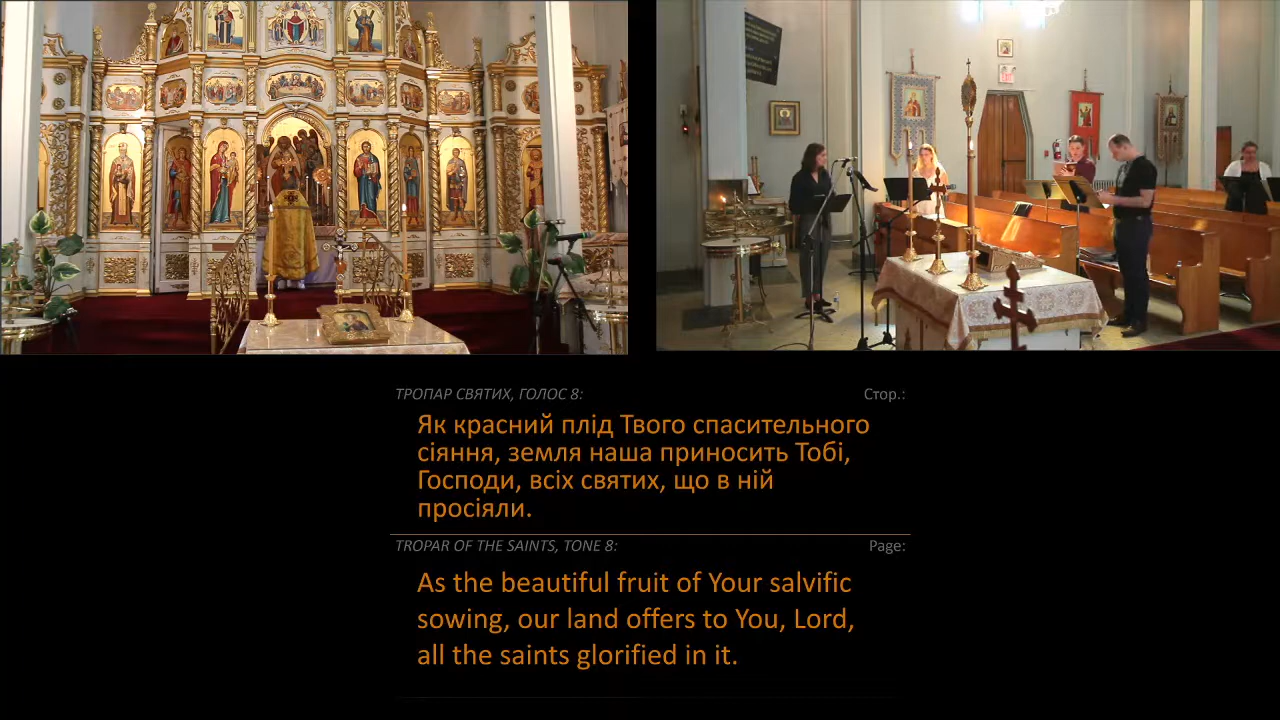 ТРОПАР СВЯТИХ, ГОЛОС 8:
Стор.:
Як красний плід Твого спасительного
сіяння, земля наша приносить Тобі,
Господи, всіх святих, що в ній
просіяли.
TROPAR OF THE SAINTS, TONE 8:
Page:
As the beautiful fruit of Your salvific
sowing, our land offers to You, Lord,
all the saints glorified in it.